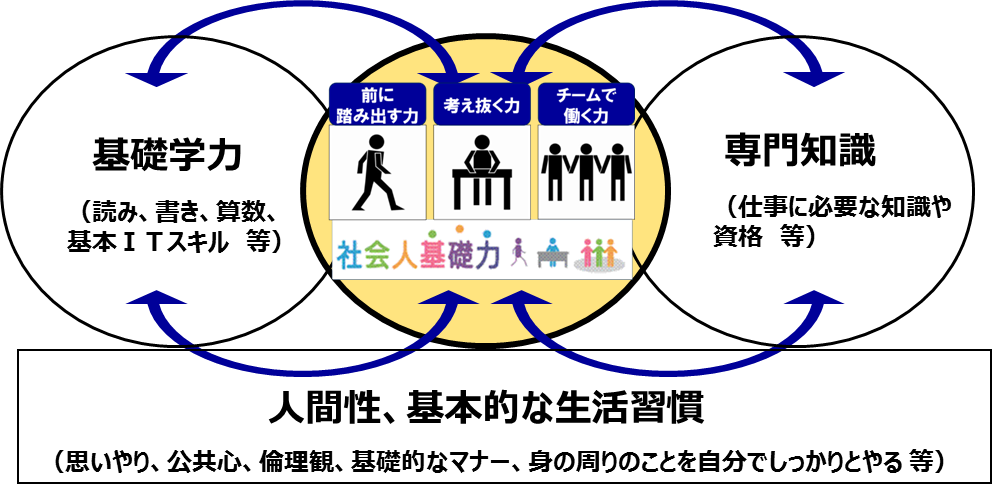 前に
踏み出す力
考え抜く力
チームで
働く力
基礎学力
（読み、書き、算数、
基本ＩＴスキル　等）
専門知識
（仕事に必要な知識や
資格　等）
社会人基礎力
人間性、基本的な生活習慣
（思いやり、公共心、倫理観、基礎的なマナー、身の周りのことを自分でしっかりとやる 等）